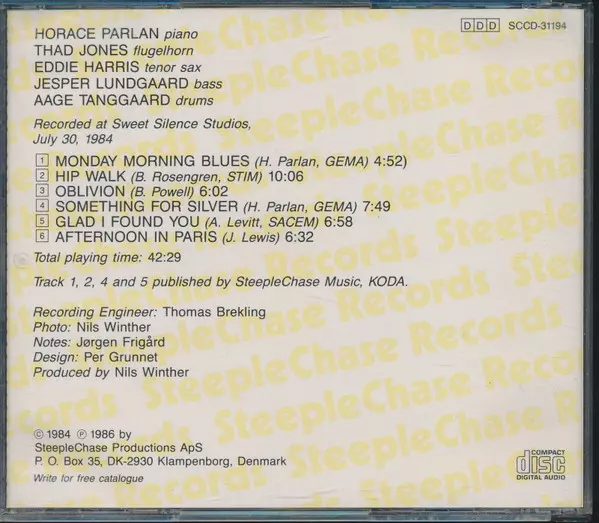 HORACE PARLAN piano
THAD JONES flugelhorn
EDDIE HARRIS tenor sax
JESPER LUNDGAARD bass
AAGE TANGGAARD drums
DDD SCCD-31194
Recorded at Sweet Silence Studios,
July 30, 1984
1 MONDAY MORNING BLUES (H. Parlan, GEMA) 4:52)
2 HIP WALK (B. Rosengren, STIM) 10:06
3 OBLIVION (B. Powell) 6:02
4 SOMETHING FOR SILVER (H. Parlan, GEMA) 7:49
5 GLAD I FOUND YOU (A. Levitt, SACEM) 6:58
6 AFTERNOON IN PARIS (J. Lewis) 6:32
Total playing time: 42:29
Track 1, 2, 4 and 5 published by SteepleChase Music, KODA.
Recording Engineer: Thomas Brekling
Photo: Nils Winther
Notes: Jørgen Frigård
Design: Per Grunnet
Produced by Nils Winther
© 1984 ℗ 1986 by
SteepleChase Productions ApS
P. O. Box 35, DK-2930 Klampenborg, Denmark
Write for free catalogue
COMPACT
disc
DIGITAL AUDIO
SteepleChase Records